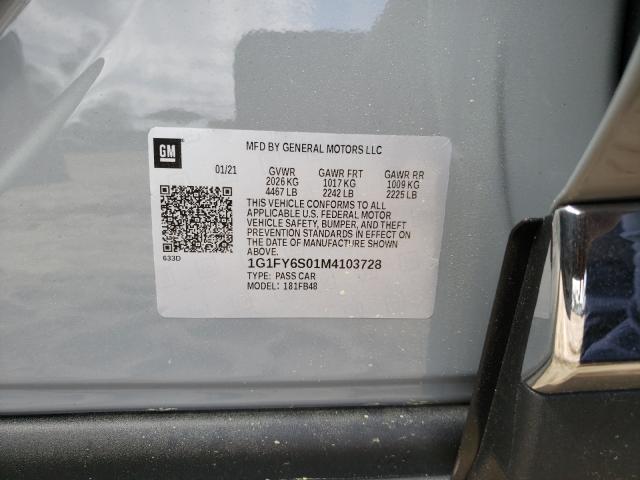 GM
MFD BY GENERAL MOTORS LLC
01/21 GVWR GAWR FRT GAWR RR
2026 KG 1017 KG 1009 KG
4467 LB 2242 LB 2225 LB
THIS VEHICLE CONFORMS TO ALL
APPLICABLE U.S. FEDERAL MOTOR
VEHICLE SAFETY, BUMPER, AND THEFT
PREVENTION STANDARDS IN EFFECT ON
THE DATE OF MANUFACTURE SHOWN
ABOVE.
633D
1G1FY6S01M4103728
TYPE: PASS CAR
MODEL: 181FB48